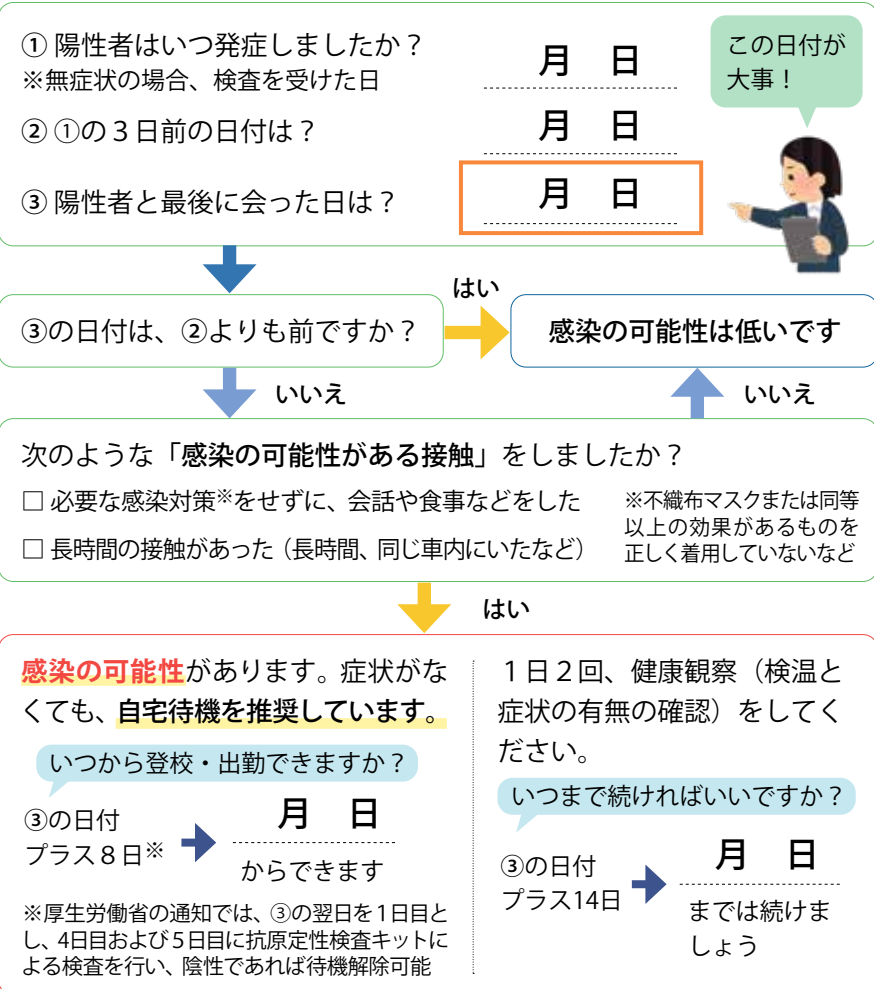 ① 陽性者はいつ発症しましたか？
※無症状の場合、検査を受けた日
月 日
この日付が
大事！
② ①の３日前の日付は？
月 日
③ 陽性者と最後に会った日は？
月 日
③の日付は、②よりも前ですか？
はい
感染の可能性は低いです
いいえ
いいえ
次のような「感染の可能性がある接触」をしましたか？
□ 必要な感染対策※をせずに、会話や食事などをした
□ 長時間の接触があった（長時間、同じ車内にいたなど）
※不織布マスクまたは同等
以上の効果があるものを
正しく着用していないなど
はい
感染の可能性があります。症状がな
くても、自宅待機を推奨しています。
いつから登校・出勤できますか？
③の日付
プラス８日※
月 日
からできます
※厚生労働省の通知では、③の翌日を1日目と
し、4日目および５日目に抗原定性検査キットに
よる検査を行い、陰性であれば待機解除可能
１日２回、健康観察（検温と
症状の有無の確認）をしてく
ださい。
いつまで続ければいいですか？
③の日付
プラス14日
月 日
までは続けま
しょう